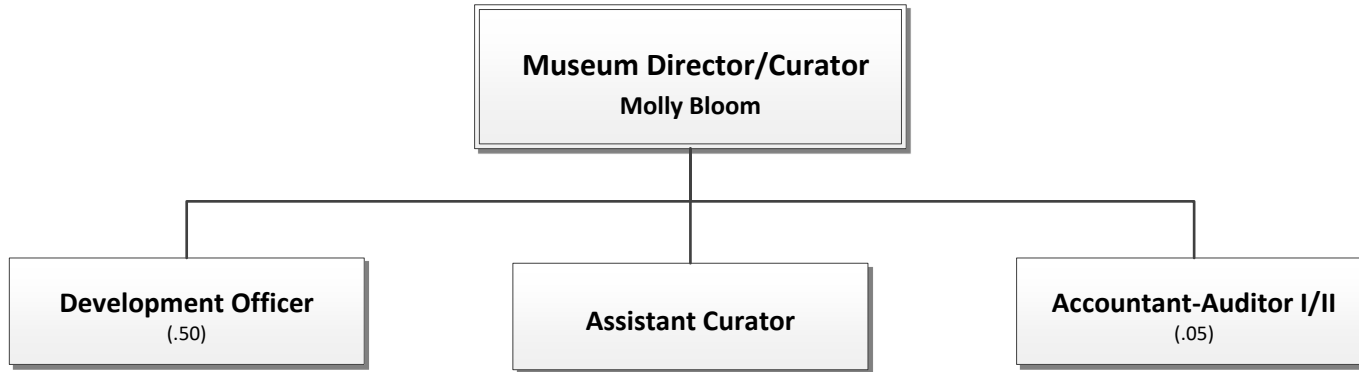 Museum Director/Curator
Molly Bloom
Development Officer
(.50)
Assistant Curator
Accountant-Auditor I/II
(.05)